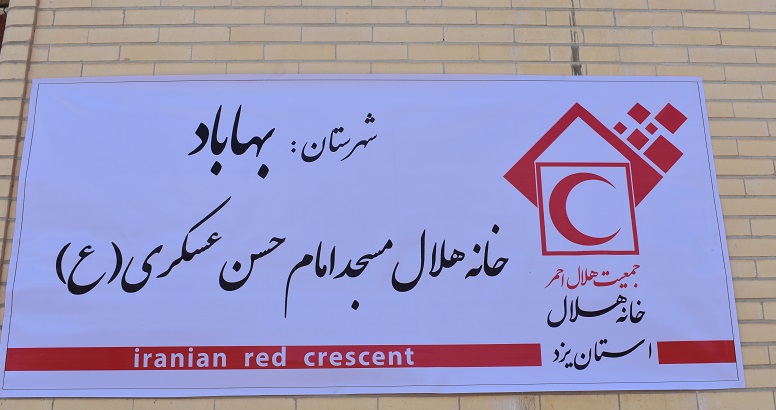 شهرستان: بهاباد
خانه هلال مسجد امام حسن عسکری (ع)
جمعیت هلال احمر
خانه هلال
استان یزد
iranian red crescent